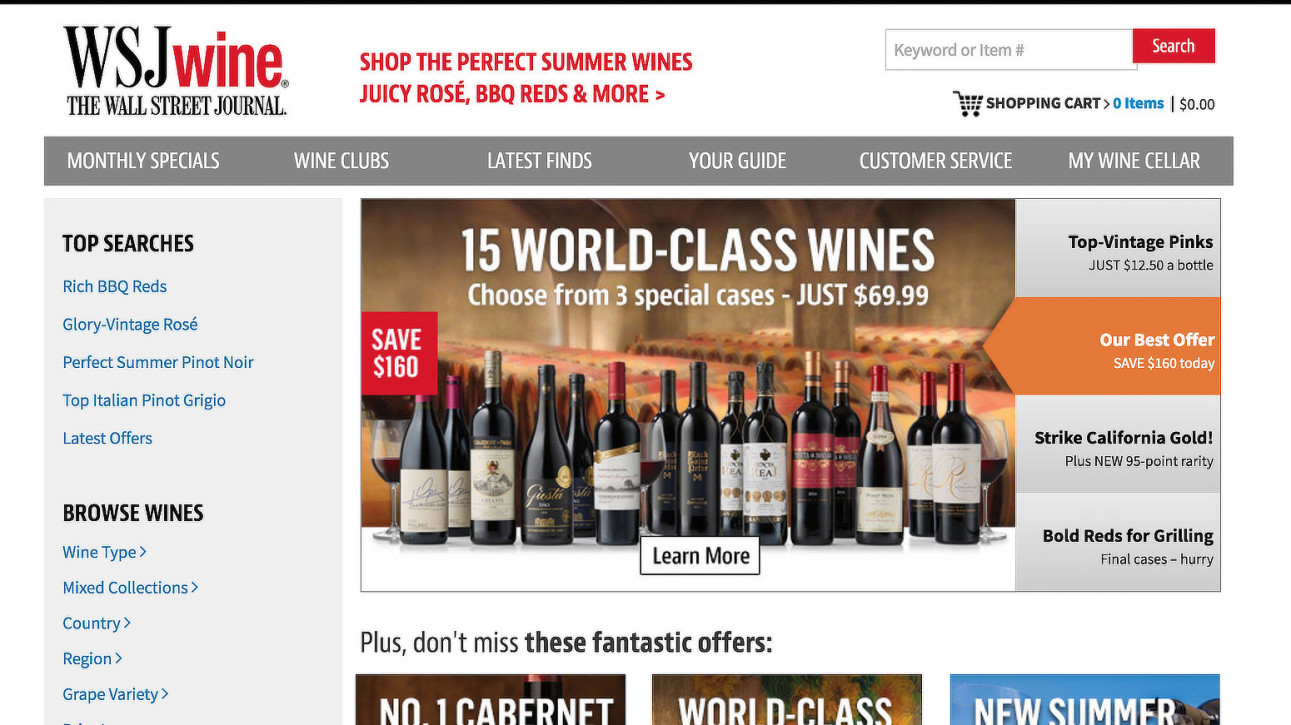 WSJwine®
THE WALL STREET JOURNAL.
SHOP THE PERFECT SUMMER WINES
JUICY ROSÉ, BBQ REDS & MORE >
Keyword or Item #
Search
SHOPPING CART > 0 Items | $0.00
MONTHLY SPECIALS
WINE CLUBS
LATEST FINDS
YOUR GUIDE
CUSTOMER SERVICE
MY WINE CELLAR
TOP SEARCHES
Rich BBQ Reds
Glory-Vintage Rosé
Perfect Summer Pinot Noir
Top Italian Pinot Grigio
Latest Offers
BROWSE WINES
Wine Type >
Mixed Collections >
Country >
Region >
Grape Variety >
15 WORLD-CLASS WINES
Choose from 3 special cases - JUST $69.99
SAVE
$160
Giosta
PINOT NOIR
Learn More
Top-Vintage Pinks
JUST $12.50 a bottle
Our Best Offer
SAVE $160 today
Strike California Gold!
Plus NEW 95-point rarity
Bold Reds for Grilling
Final cases – hurry
Plus, don't miss these fantastic offers:
NO. 1 CABERNET
WORLD-CLASS
NEW SUMMER